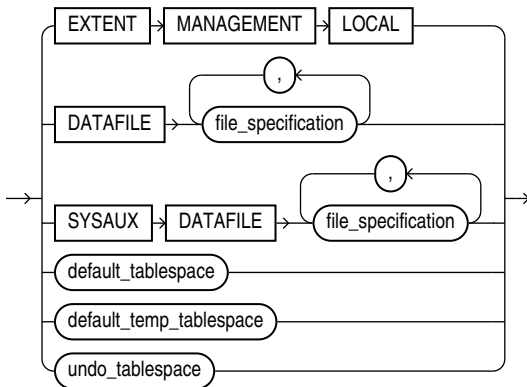 EXTENT MANAGEMENT LOCAL
,
DATAFILE file_specification
,
SYSAUX DATAFILE file_specification
default_tablespace
default_temp_tablespace
undo_tablespace